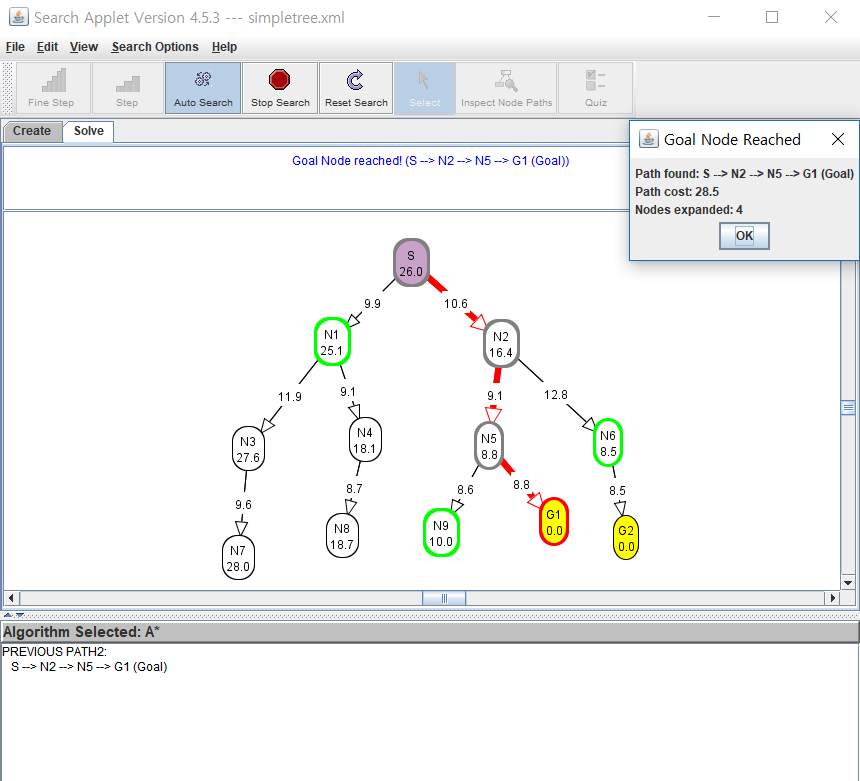 Search Applet Version 4.5.3 --- simpletree.xml
File Edit View Search Options Help
Fine Step Step Auto Search Stop Search Reset Search Select Inspect Node Paths Quiz
Create Solve
Goal Node reached! (S --> N2 --> N5 --> G1 (Goal))
Goal Node Reached
Path found: S --> N2 --> N5 --> G1 (Goal)
Path cost: 28.5
Nodes expanded: 4
OK
S
26.0
9.9 10.6
N1
25.1
N2
16.4
11.9 9.1 9.1 12.8
N3
27.6
N4
18.1
N5
8.8
N6
8.5
9.6 8.7 8.6 8.8 8.5
N7
28.0
N8
18.7
N9
10.0
G1
0.0
G2
0.0
Algorithm Selected: A*
PREVIOUS PATH2:
S --> N2 --> N5 --> G1 (Goal)